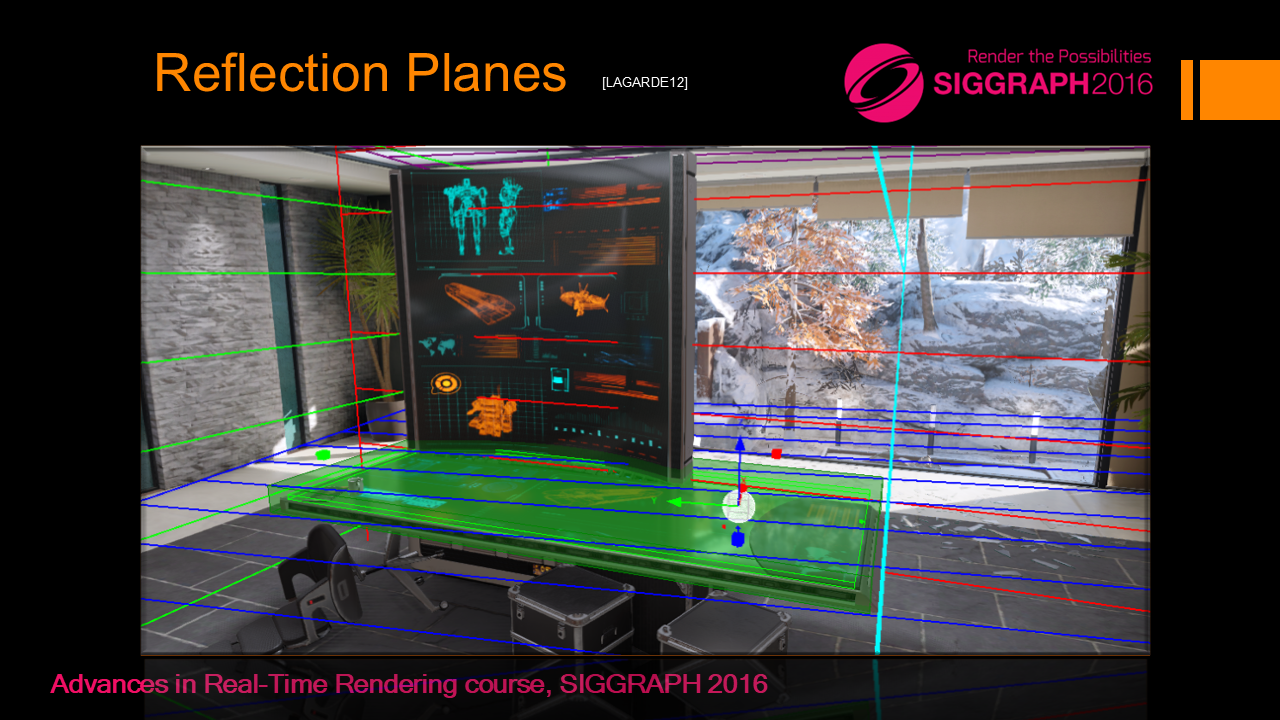 Reflection Planes
[LAGARDE12]
Render the Possibilities
SIGGRAPH2016
Y
Advances in Real-Time Rendering course, SIGGRAPH 2016